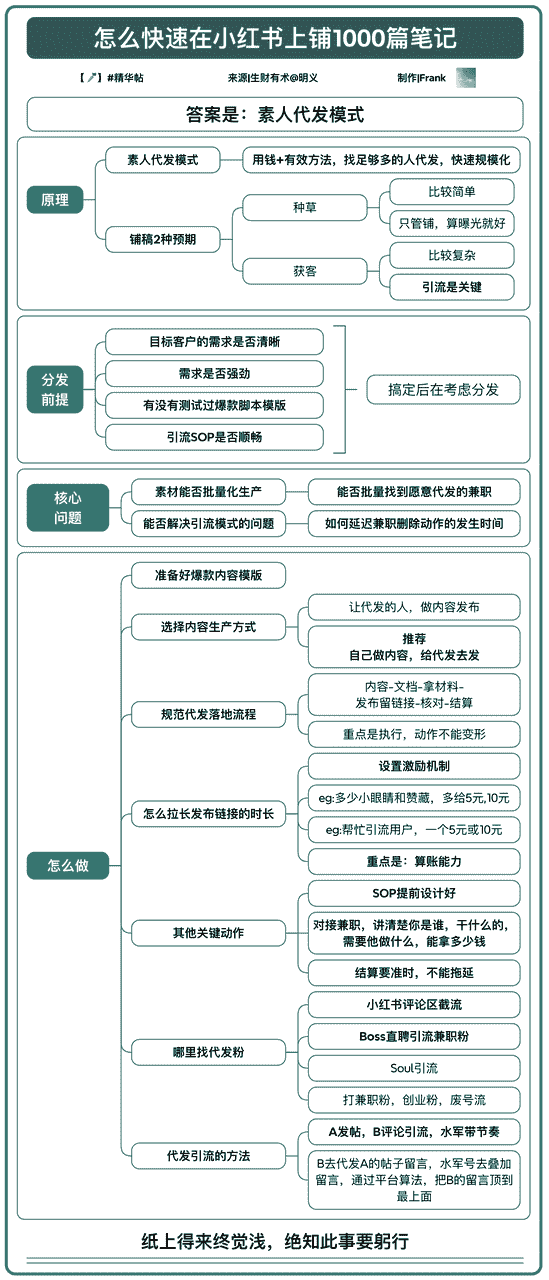 怎么快速在小红书上铺1000篇笔记
【🎤】#精华帖 来源|生财有术@明义 制作|Frank
答案是：素人代发模式
原理
素人代发模式
用钱+有效方法，找足够多的人代发，快速规模化
铺稿2种预期
种草
比较简单
只管铺，算曝光就好
获客
比较复杂
引流是关键
分发
前提
目标客户的需求是否清晰
需求是否强劲
有没有测试过爆款脚本模版
引流SOP是否顺畅
搞定后在考虑分发
核心
问题
素材能否批量化生产
能否批量找到愿意代发的兼职
能否解决引流模式的问题
如何延迟兼职删除动作的发生时间
怎么做
准备好爆款内容模版
选择内容生产方式
让代发的人，做内容发布
推荐
自己做内容，给代发去发
规范代发落地流程
内容-文档-拿材料-
发布留链接-核对-结算
重点是执行，动作不能变形
怎么拉长发布链接的时长
设置激励机制
eg:多少小眼睛和赞藏，多给5元,10元
eg:帮忙引流用户，一个5元或10元
重点是：算账能力
其他关键动作
SOP提前设计好
对接兼职，讲清楚你是谁，干什么的，
需要他做什么，能拿多少钱
结算要准时，不能拖延
哪里找代发粉
小红书评论区截流
Boss直聘引流兼职粉
Soul引流
打兼职粉，创业粉，废号流
代发引流的方法
A发帖，B评论引流，水军带节奏
B去代发A的帖子留言，水军号去叠加
留言，通过平台算法，把B的留言顶到
最上面
纸上得来终觉浅，绝知此事要躬行